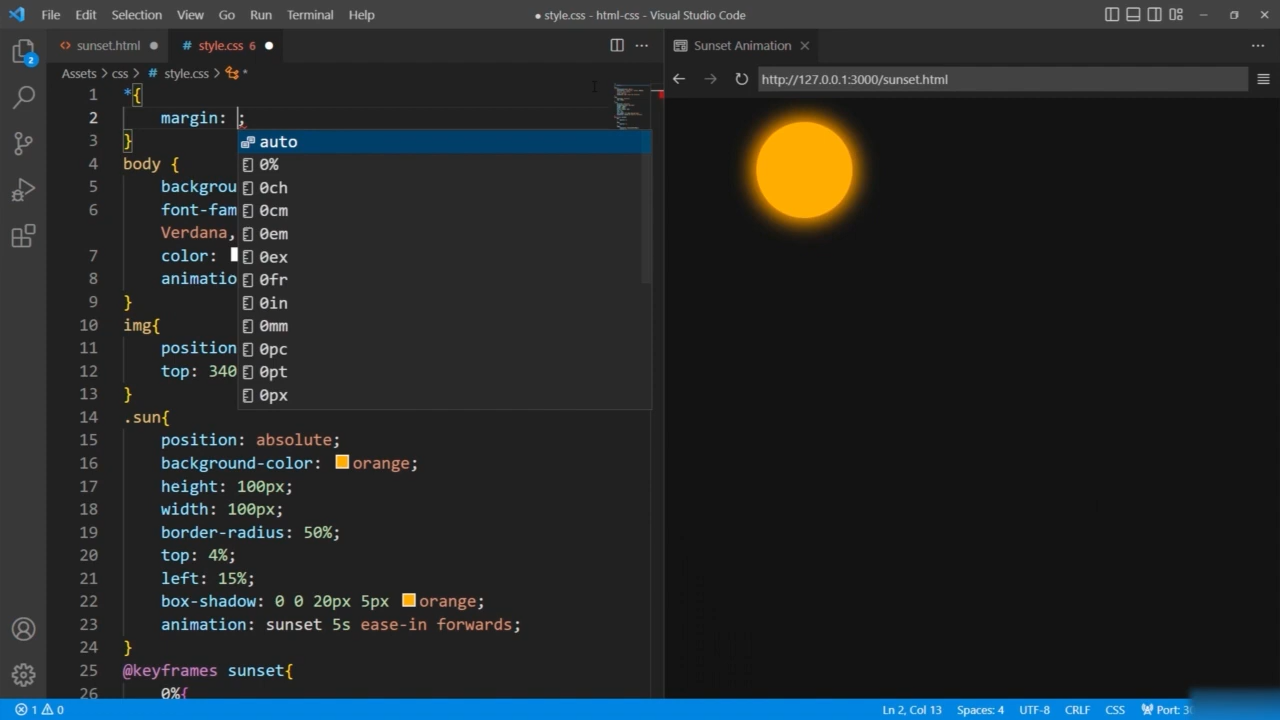 File Edit Selection View Go Run Terminal Help
● style.css - html-css - Visual Studio Code
sunset.html
# style.css 6
Assets > css > # style.css > *
1 *{
2 margin: ;
3 }
4 body {
5 backgrou
6 font-fam
Verdana,
7 color:
8 animatio
9 }
10 img{
11 position
12 top: 340
13 }
14 .sun{
15 position: absolute;
16 background-color: orange;
17 height: 100px;
18 width: 100px;
19 border-radius: 50%;
20 top: 4%;
21 left: 15%;
22 box-shadow: 0 0 20px 5px orange;
23 animation: sunset 5s ease-in forwards;
24 }
25 @keyframes sunset{
26 0%{
auto
0%
0ch
0cm
0em
0ex
0fr
0in
0mm
0pc
0pt
0px
Sunset Animation
http://127.0.0.1:3000/sunset.html
2
1 0
Ln 2, Col 13 Spaces: 4 UTF-8 CRLF CSS Port: 30